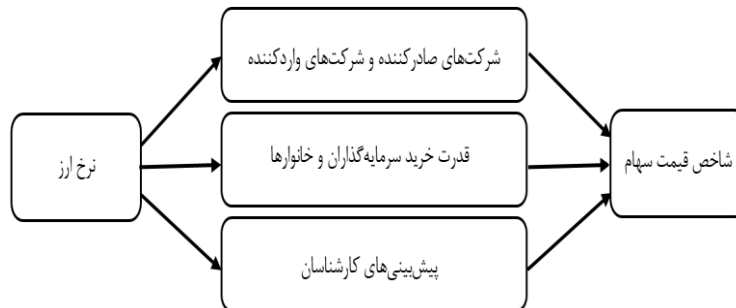 شرکت‌های صادرکننده و شرکت‌های واردکننده
نرخ ارز
قدرت خرید سرمایه‌گذاران و خانوارها
شاخص قیمت سهام
پیش‌بینی‌های کارشناسان